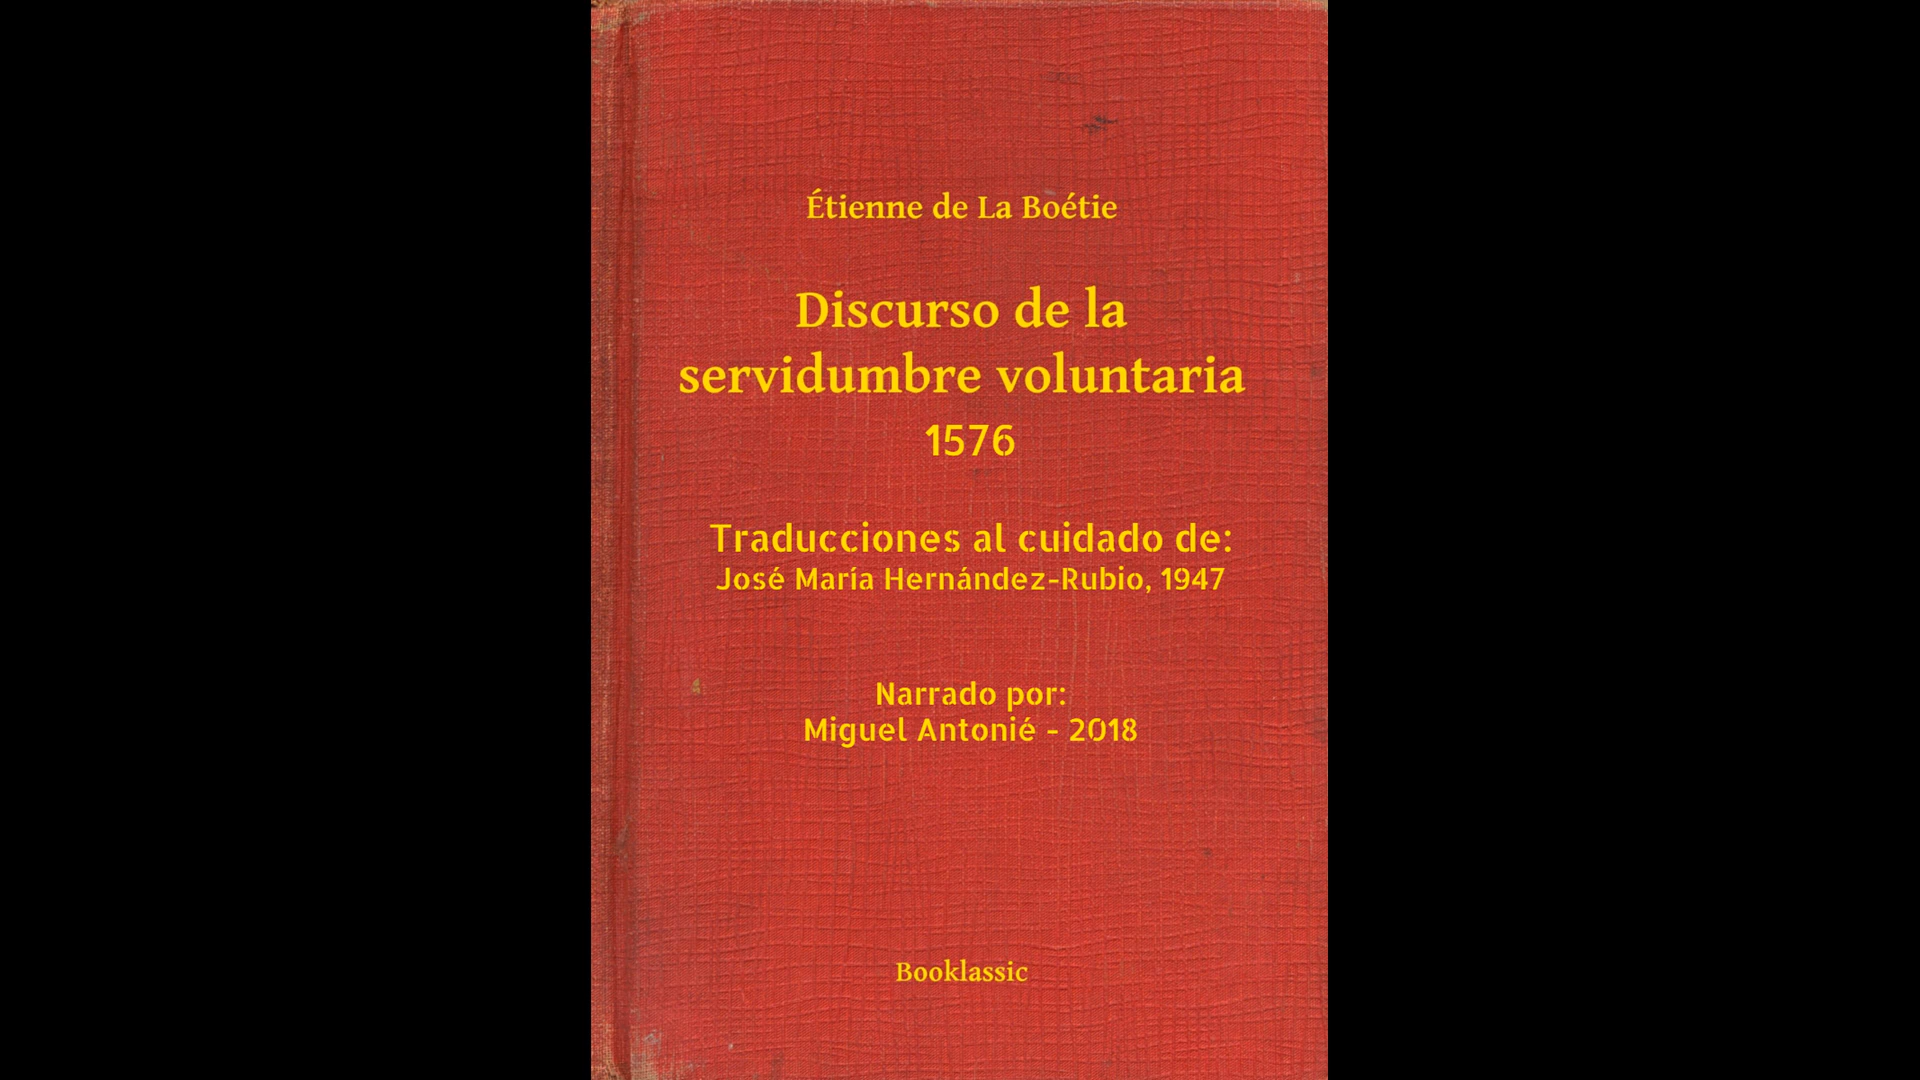 Étienne de La Boétie
Discurso de la
servidumbre voluntaria
1576
Traducciones al cuidado de:
José María Hernández-Rubio, 1947
Narrado por:
Miguel Antonié - 2018
Booklassic